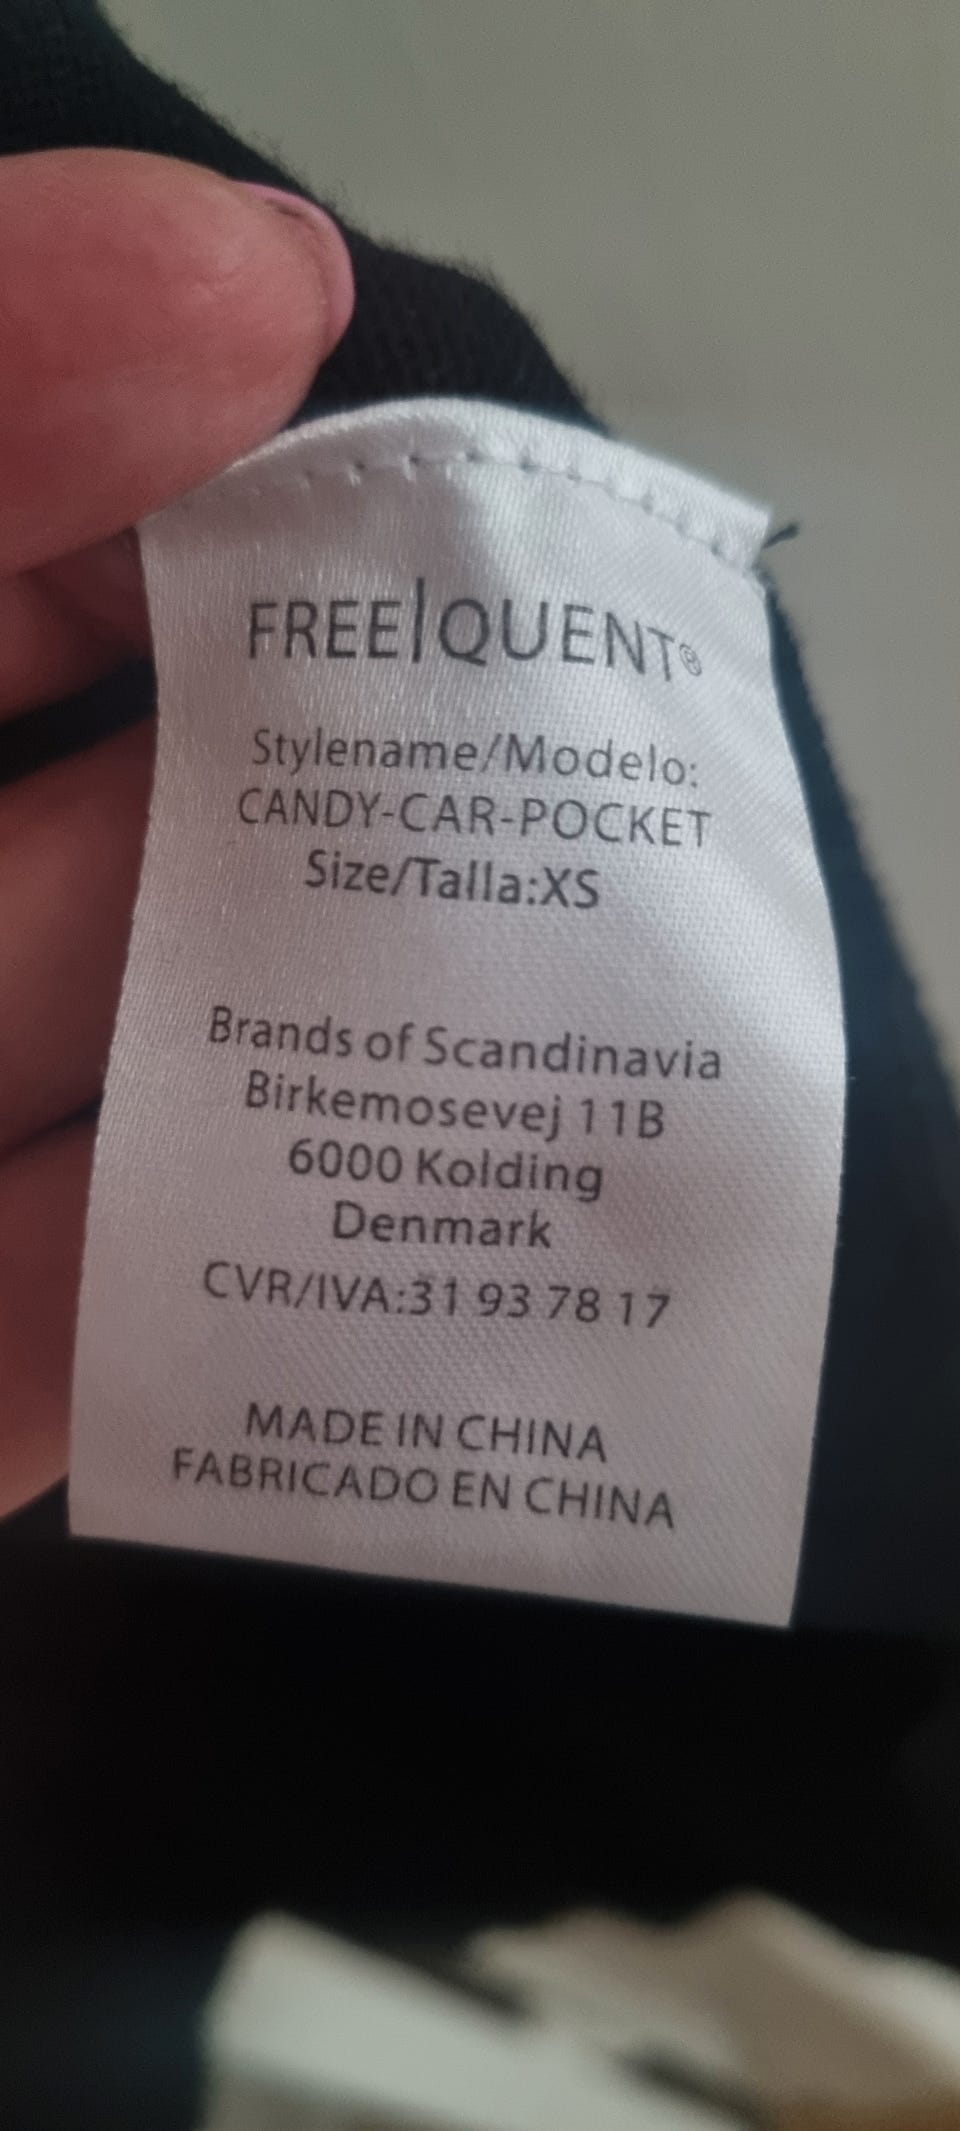 FREE|QUENT®
Stylename/Modelo:
CANDY-CAR-POCKET
Size/Talla:XS
Brands of Scandinavia
Birkemosevej 11B
6000 Kolding
Denmark
CVR/IVA:31 93 78 17
MADE IN CHINA
FABRICADO EN CHINA